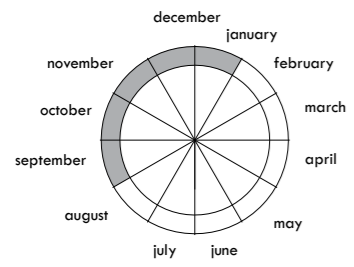 december
january
november
february
october
march
september
april
august
may
july
june